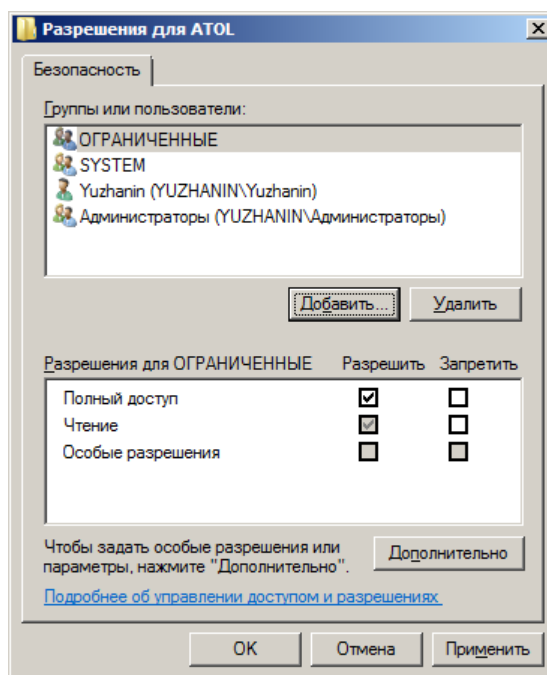 Разрешения для ATOL
Безопасность
Группы или пользователи:
ОГРАНИЧЕННЫЕ
SYSTEM
Yuzhanin (YUZHANIN\Yuzhanin)
Администраторы (YUZHANIN\Администраторы)
Добавить... Удалить
Разрешения для ОГРАНИЧЕННЫЕ Разрешить Запретить
Полный доступ
Чтение
Особые разрешения
Чтобы задать особые разрешения или
параметры, нажмите "Дополнительно".
Дополнительно
Подробнее об управлении доступом и разрешениях
OK Отмена Применить